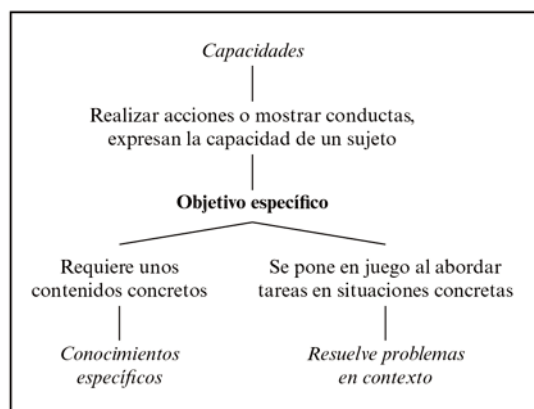 Capacidades
Realizar acciones o mostrar conductas,
expresan la capacidad de un sujeto
Objetivo específico
Requiere unos
contenidos concretos
Se pone en juego al abordar
tareas en situaciones concretas
Conocimientos
específicos
Resuelve problemas
en contexto